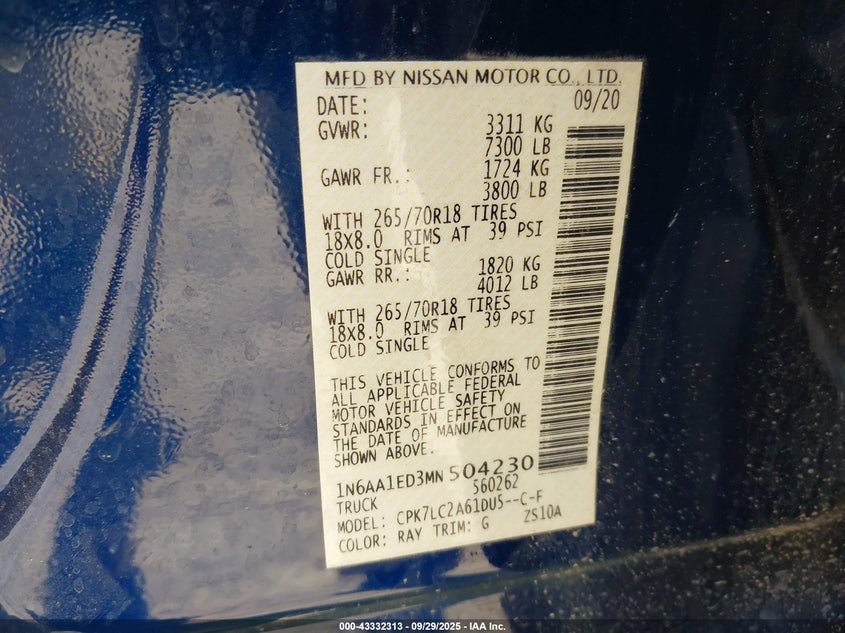 MFD BY NISSAN MOTOR CO., LTD.
DATE: 09/20
GVWR: 3311 KG
7300 LB
GAWR FR.: 1724 KG
3800 LB
WITH 265/70R18 TIRES
18X8.0 RIMS AT 39 PSI
COLD SINGLE
GAWR RR.: 1820 KG
4012 LB
WITH 265/70R18 TIRES
18X8.0 RIMS AT 39 PSI
COLD SINGLE
THIS VEHICLE CONFORMS TO
ALL APPLICABLE FEDERAL
MOTOR VEHICLE SAFETY
STANDARDS IN EFFECT ON
THE DATE OF MANUFACTURE
SHOWN ABOVE.
1N6AA1ED3MN504230
TRUCK 560262
MODEL: CPK7LC2A61DU5--C-F
COLOR: RAY TRIM: G ZS10A
000-43332313 - 09/29/2025 - IAA Inc.